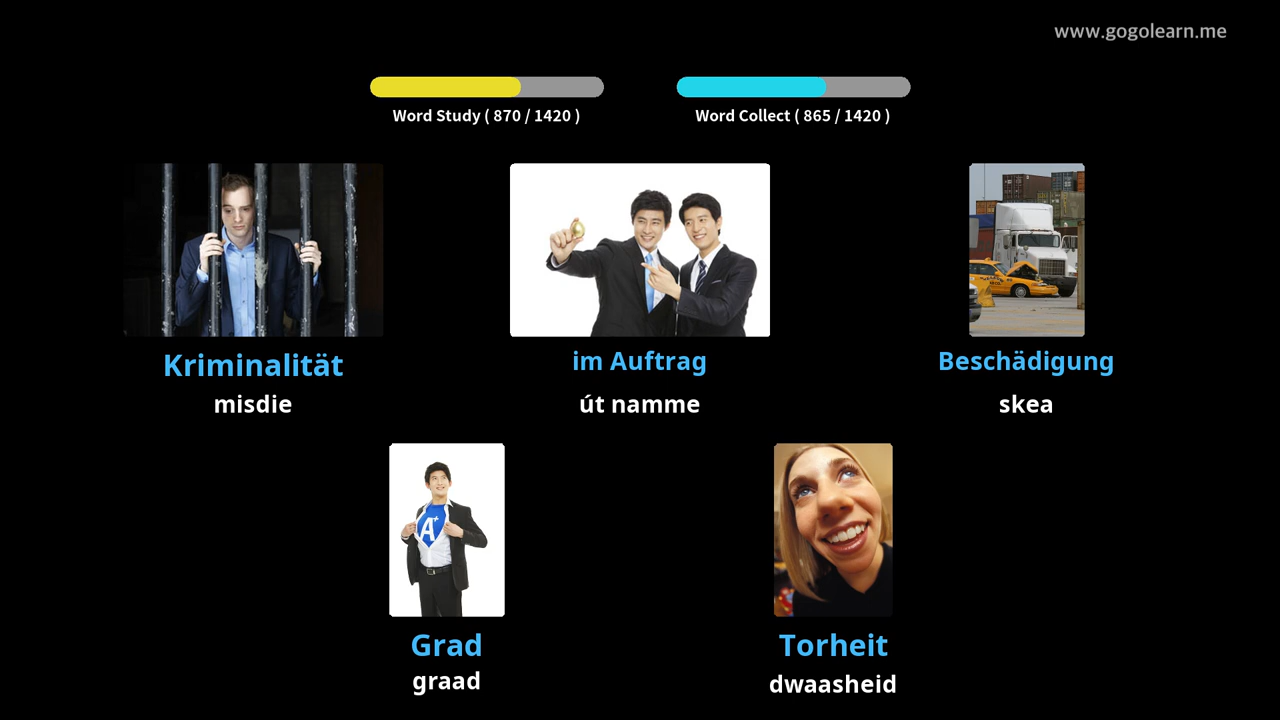 www.gogolearn.me
Word Study ( 870 / 1420 )
Word Collect ( 865 / 1420 )
Kriminalität
misdie
im Auftrag
út namme
Beschädigung
skea
A+
Grad
graad
Torheit
dwaasheid